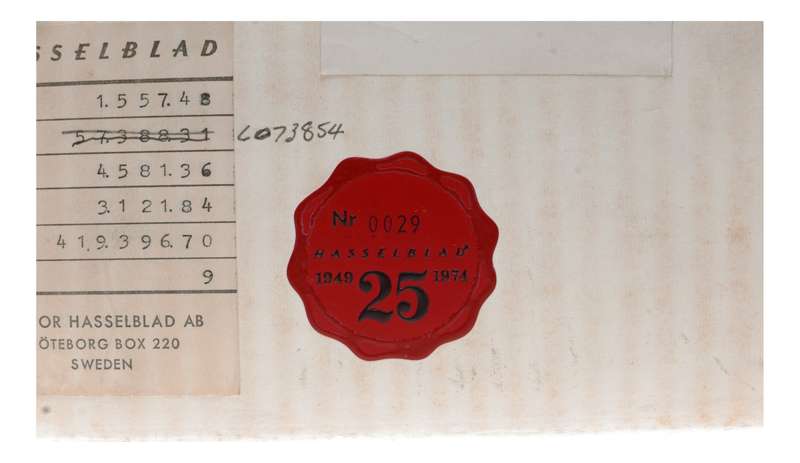 SSELBLAD
1.557.48
5738831 C073854
4.581.36
3.121.84
419.396.70
9
OR HASSELBLAD AB
ÖTEBORG BOX 220
SWEDEN
Nr 0029
HASSELBLAD
1949 25 1974